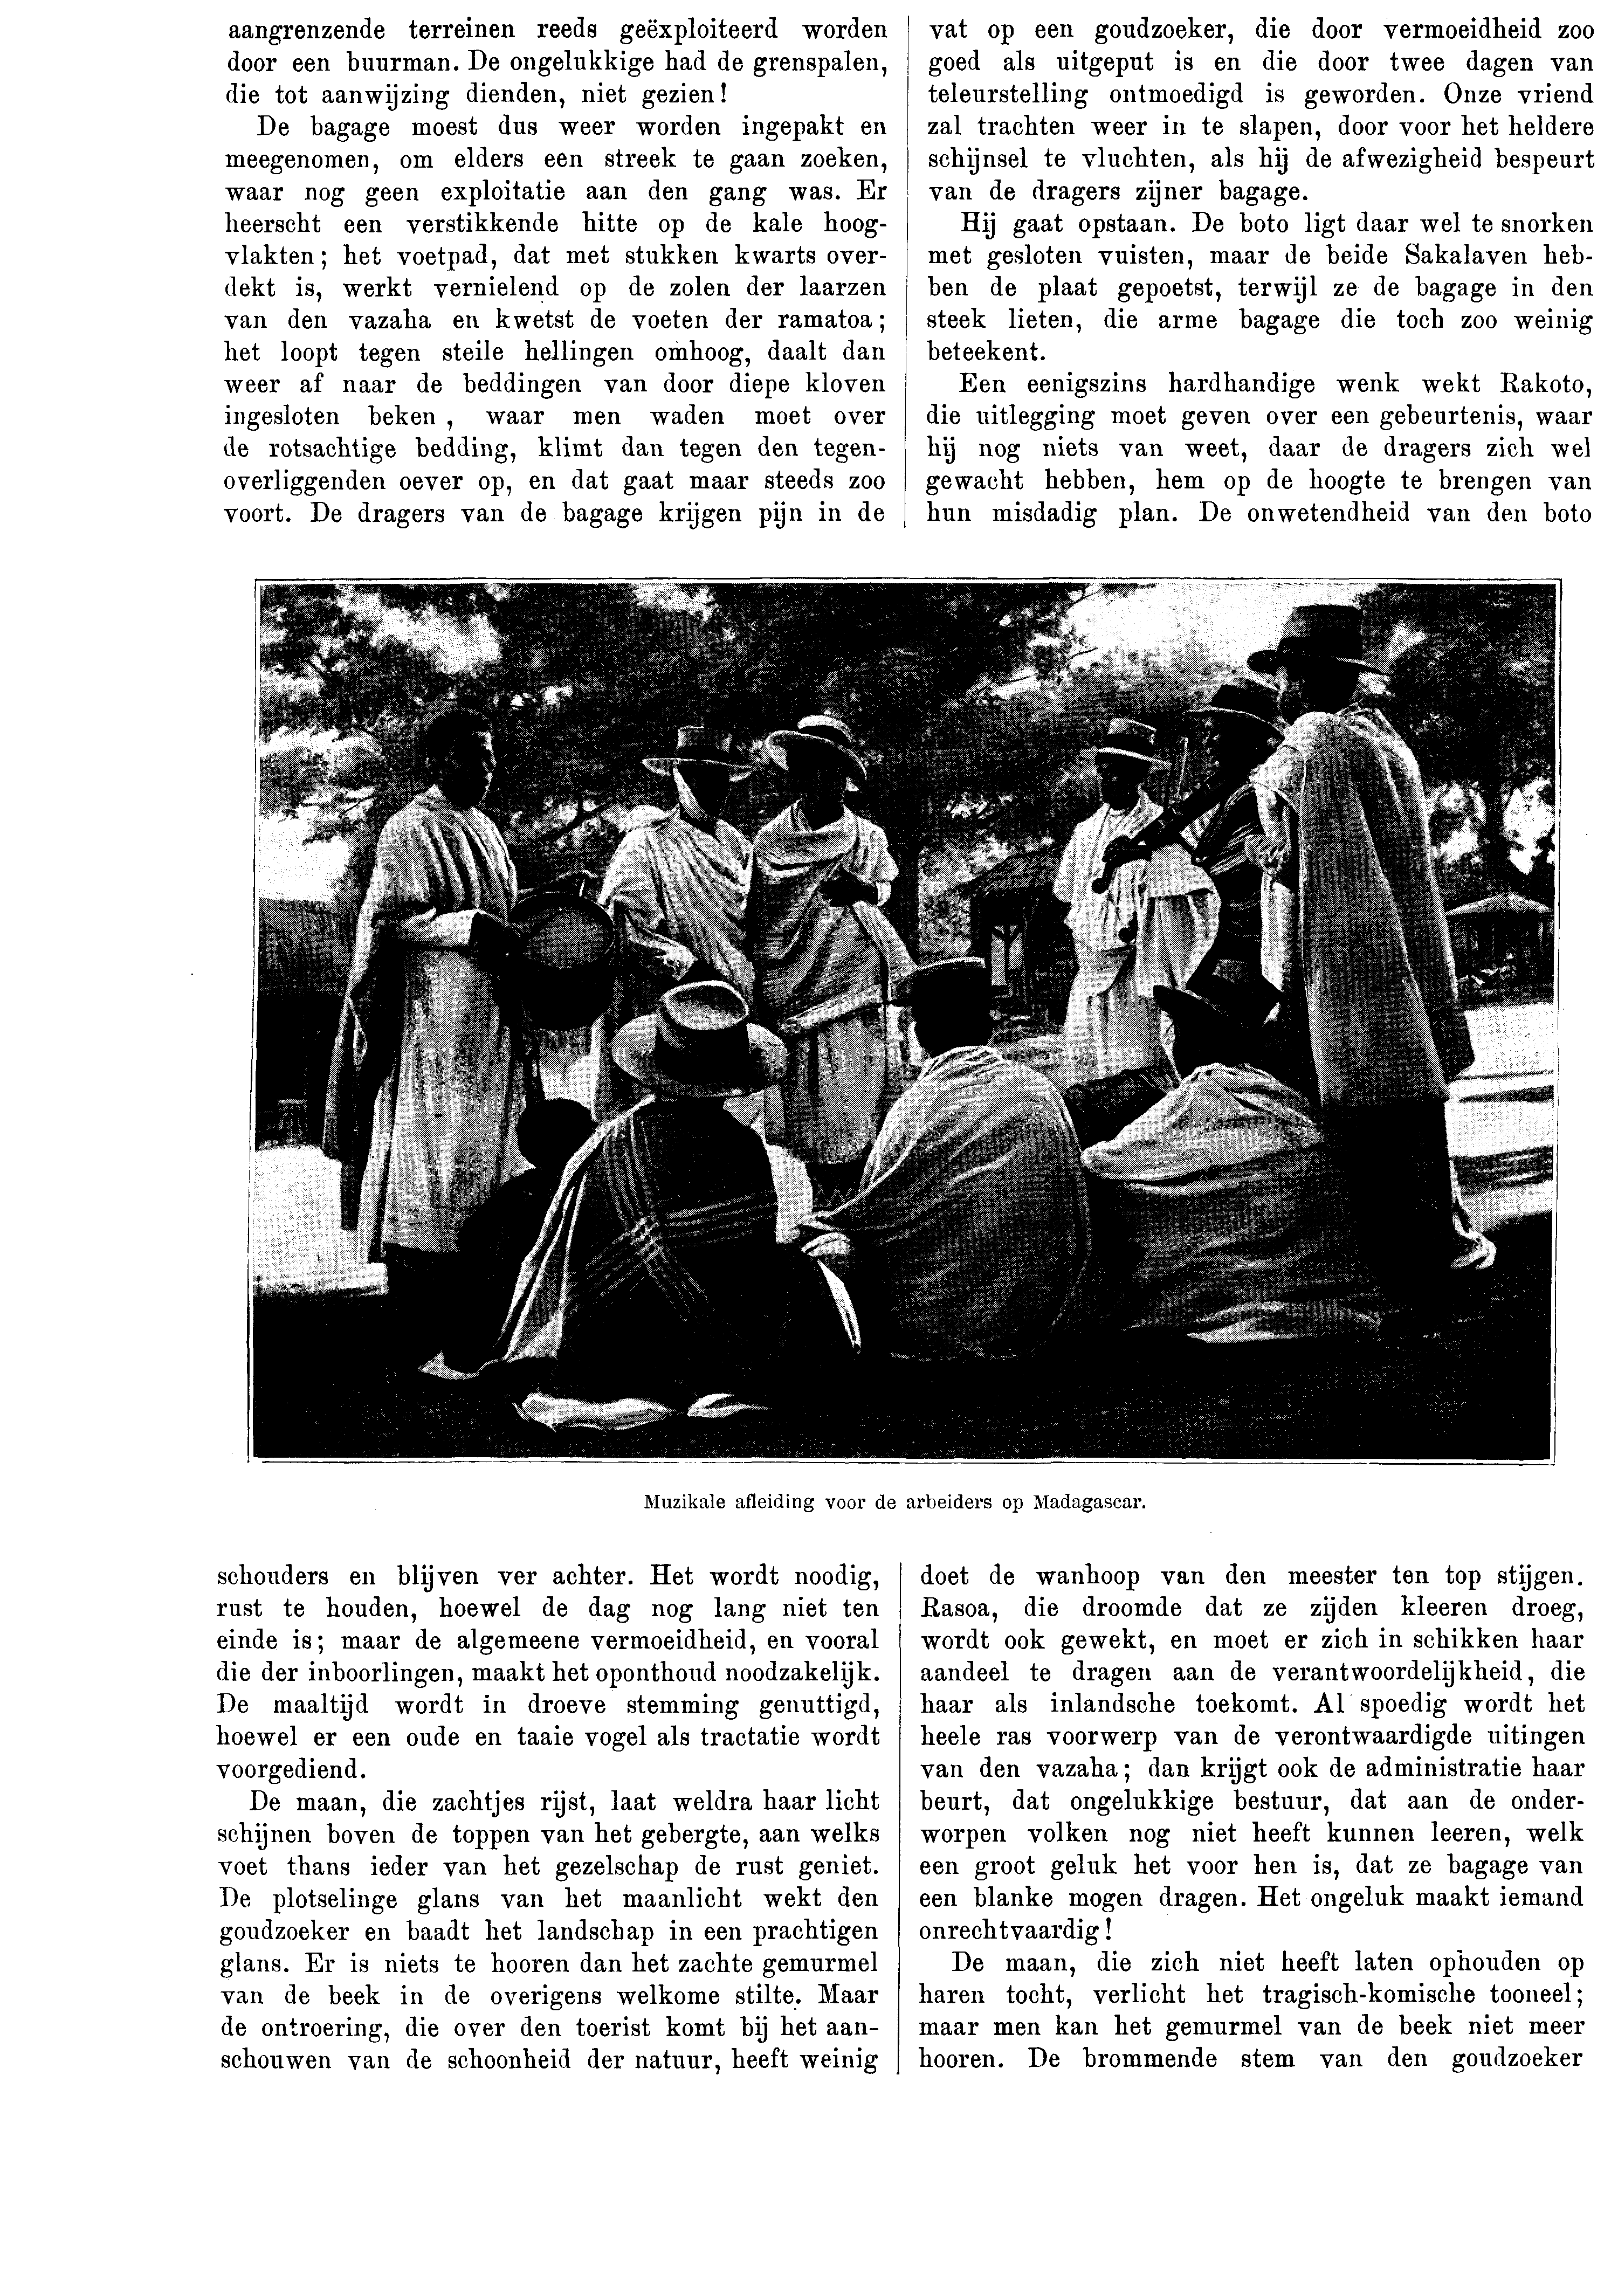 aangrenzende terreinen reeds geëxploiteerd worden
door een buurman. De ongelukkige had de grenspalen,
die tot aanwijzing dienden, niet gezien!
De bagage moest dus weer worden ingepakt en
meegenomen, om elders een streek te gaan zoeken,
waar nog geen exploitatie aan den gang was. Er
heerscht een verstikkende hitte op de kale hoog-
vlakten; het voetpad, dat met stukken kwarts over-
dekt is, werkt vernielend op de zolen der laarzen
van den vazaha en kwetst de voeten der ramatoa;
het loopt tegen steile hellingen omhoog, daalt dan
weer af naar de beddingen van door diepe kloven
ingesloten beken, waar men waden moet over
de rotsachtige bedding, klimt dan tegen den tegen-
overliggenden oever op, en dat gaat maar steeds zoo
voort. De dragers van de bagage krijgen pijn in de
schouders en blijven ver achter. Het wordt noodig,
rust te houden, hoewel de dag nog lang niet ten
einde is; maar de algemeene vermoeidheid, en vooral
die der inboorlingen, maakt het oponthoud noodzakelijk.
De maaltijd wordt in droeve stemming genuttigd,
hoewel er een oude en taaie vogel als tractatie wordt
voorgediend.
De maan, die zachtjes rijst, laat weldra haar licht
schijnen boven de toppen van het gebergte, aan welks
voet thans ieder van het gezelschap de rust geniet.
De plotselinge glans van het maanlicht wekt den
goudzoeker en baadt het landschap in een prachtigen
glans. Er is niets te hooren dan het zachte gemurmel
van de beek in de overigens welkome stilte. Maar
de ontroering, die over den toerist komt bij het aan-
schouwen van de schoonheid der natuur, heeft weinig
vat op een goudzoeker, die door vermoeidheid zoo
goed als uitgeput is en die door twee dagen van
teleurstelling ontmoedigd is geworden. Onze vriend
zal trachten weer in te slapen, door voor het heldere
schijnsel te vluchten, als hij de afwezigheid bespeurt
van de dragers zijner bagage.
Hij gaat opstaan. De boto ligt daar wel te snorken
met gesloten vuisten, maar de beide Sakalaven heb-
ben de plaat gepoetst, terwijl ze de bagage in den
steek lieten, die arme bagage die toch zoo weinig
beteekent.
Een eenigszins hardhandige wenk wekt Rakoto,
die uitlegging moet geven over een gebeurtenis, waar
hij nog niets van weet, daar de dragers zich wel
gewacht hebben, hem op de hoogte te brengen van
hun misdadig plan. De onwetendheid van den boto
doet de wanhoop van den meester ten top stijgen.
Rasoa, die droomde dat ze zijden kleeren droeg,
wordt ook gewekt, en moet er zich in schikken haar
aandeel te dragen aan de verantwoordelijkheid, die
haar als inlandsche toekomt. Al spoedig wordt het
heele ras voorwerp van de verontwaardigde uitingen
van den vazaha; dan krijgt ook de administratie haar
beurt, dat ongelukkige bestuur, dat aan de onder-
worpen volken nog niet heeft kunnen leeren, welk
een groot geluk het voor hen is, dat ze bagage van
een blanke mogen dragen. Het ongeluk maakt iemand
onrechtvaardig!
De maan, die zich niet heeft laten ophouden op
haren tocht, verlicht het tragisch-komische tooneel;
maar men kan het gemurmel van de beek niet meer
hooren. De brommende stem van den goudzoeker
Muzikale afleiding voor de arbeiders op Madagascar.